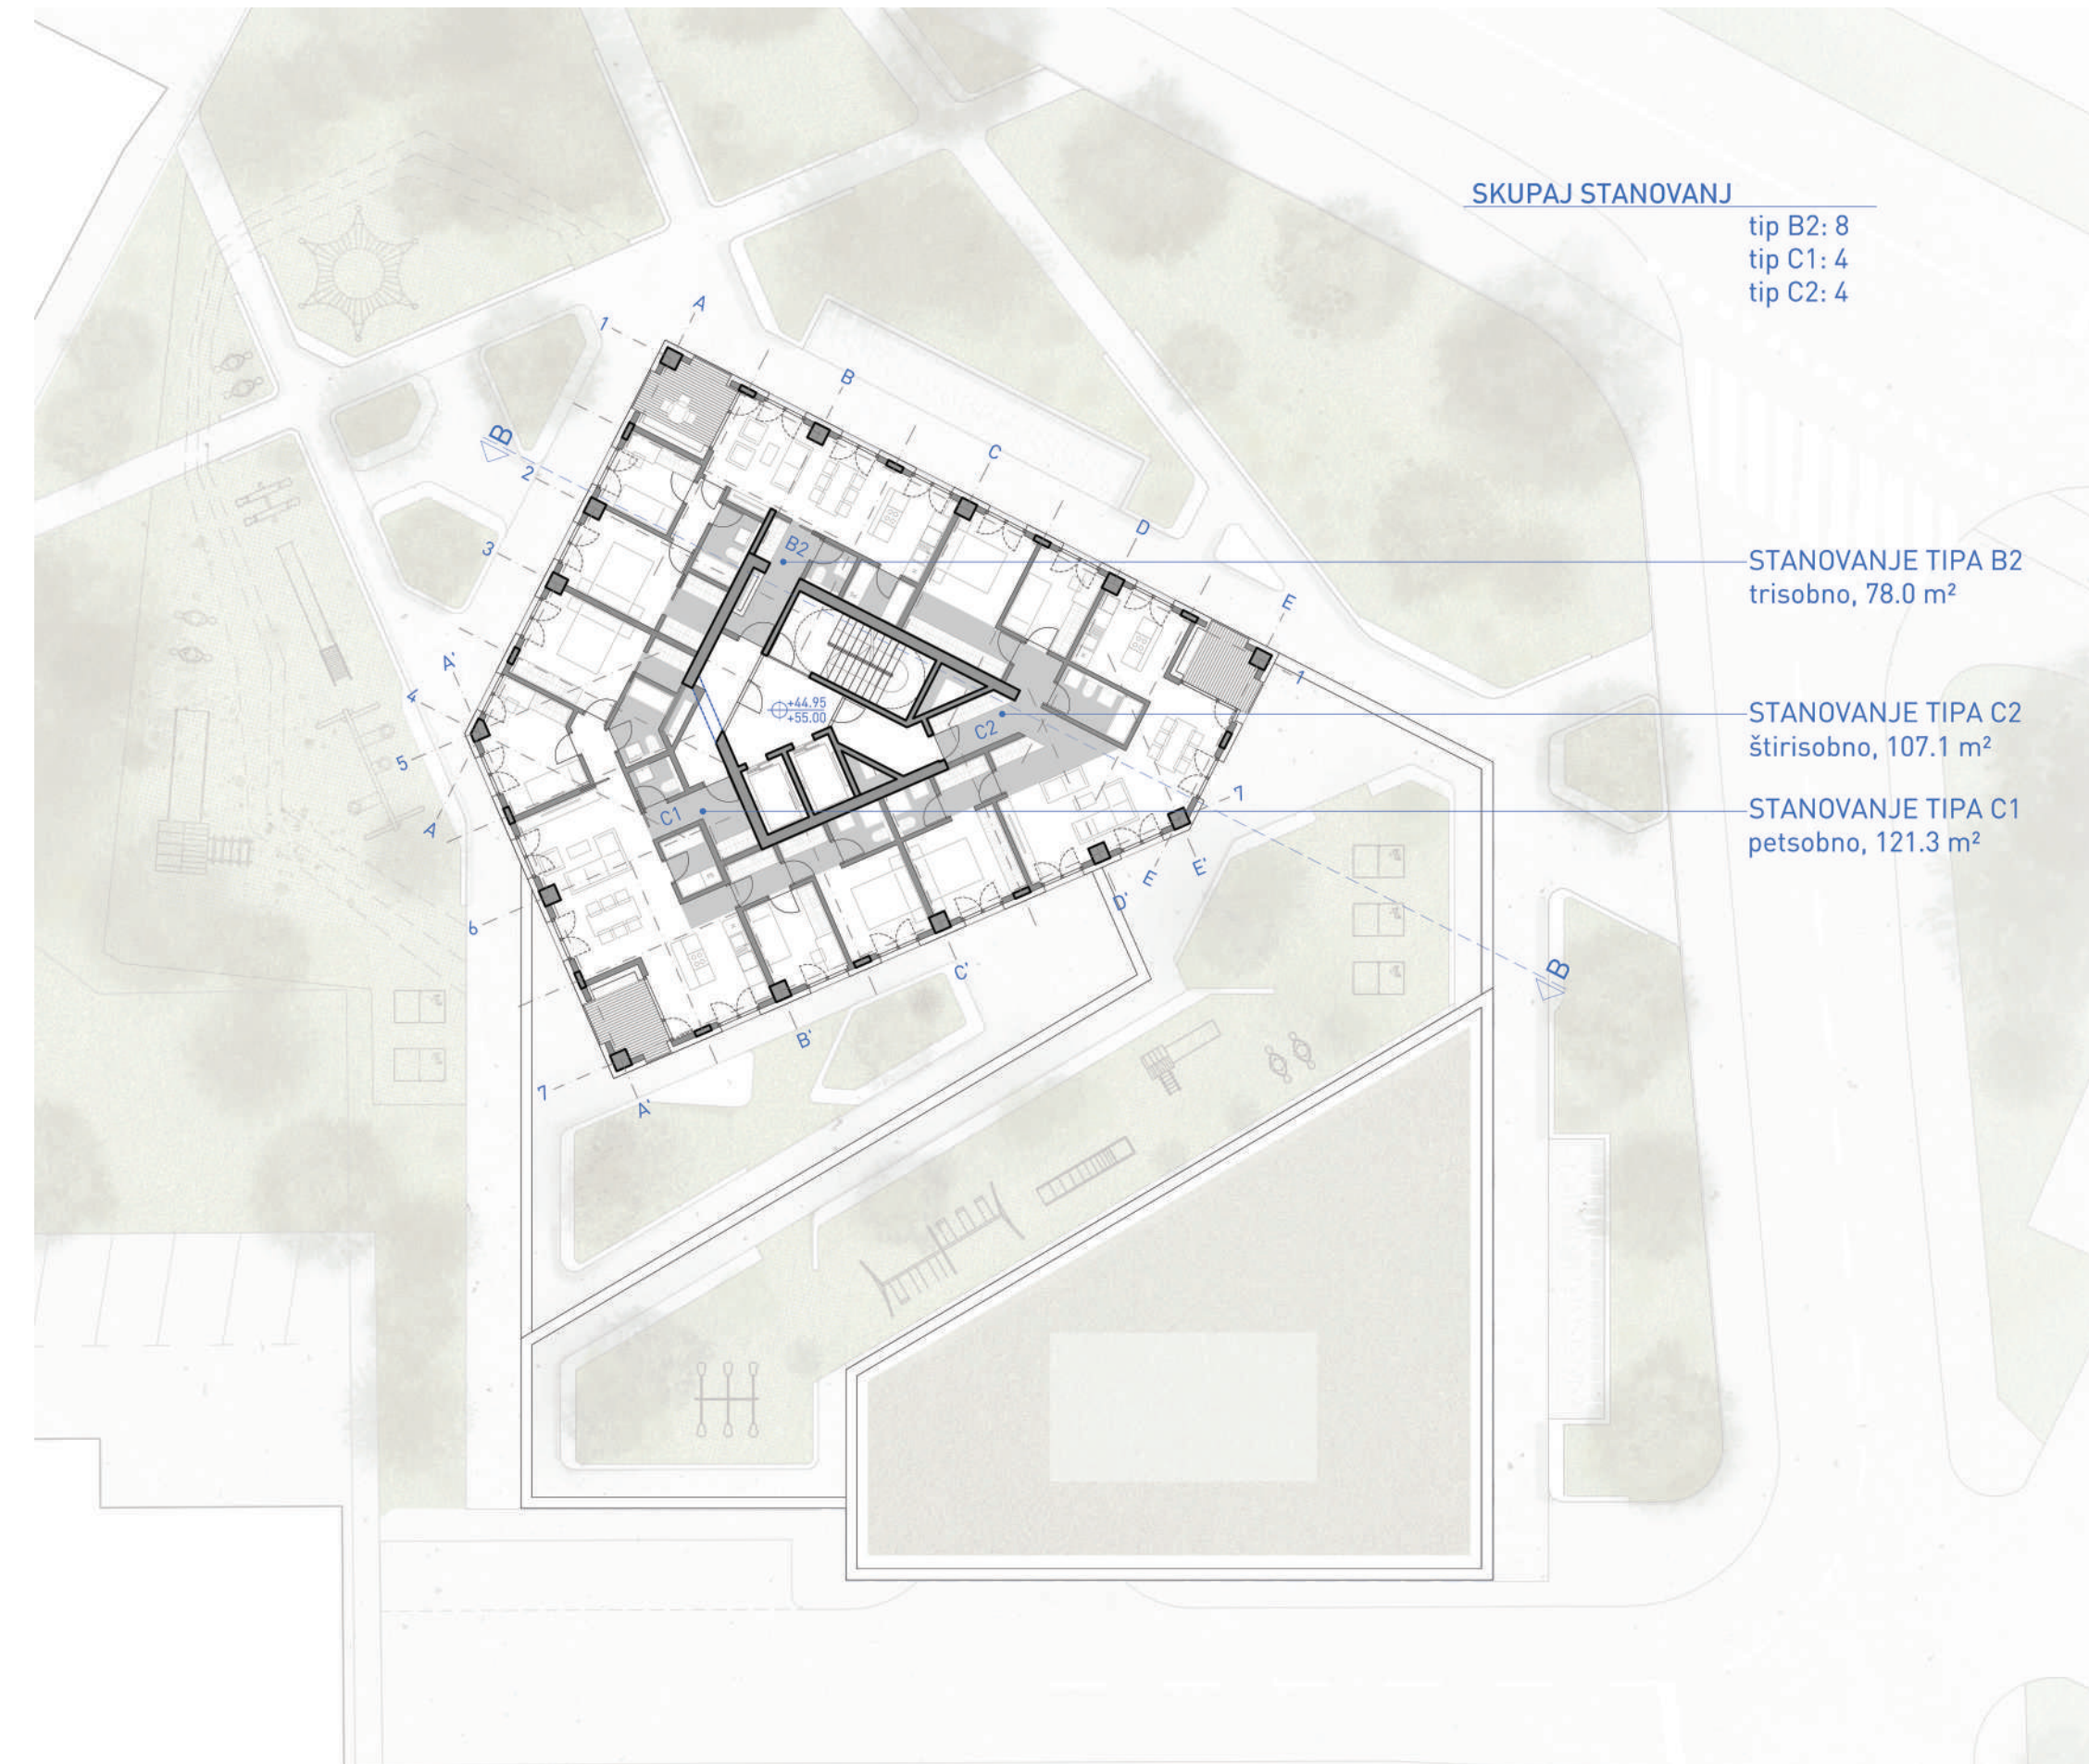 SKUPAJ STANOVANJ
tip B2: 8
tip C1: 4
tip C2: 4
A
1
B
B
C
2
D
3
B2
STANOVANJE TIPA B2
trisobno, 78.0 m²
E
A'
1
4
+44.95
+55.00
C2
STANOVANJE TIPA C2
štirisobno, 107.1 m²
5
7
A
C1
STANOVANJE TIPA C1
petsobno, 121.3 m²
E'
E
D'
6
C'
B
B'
7
A'